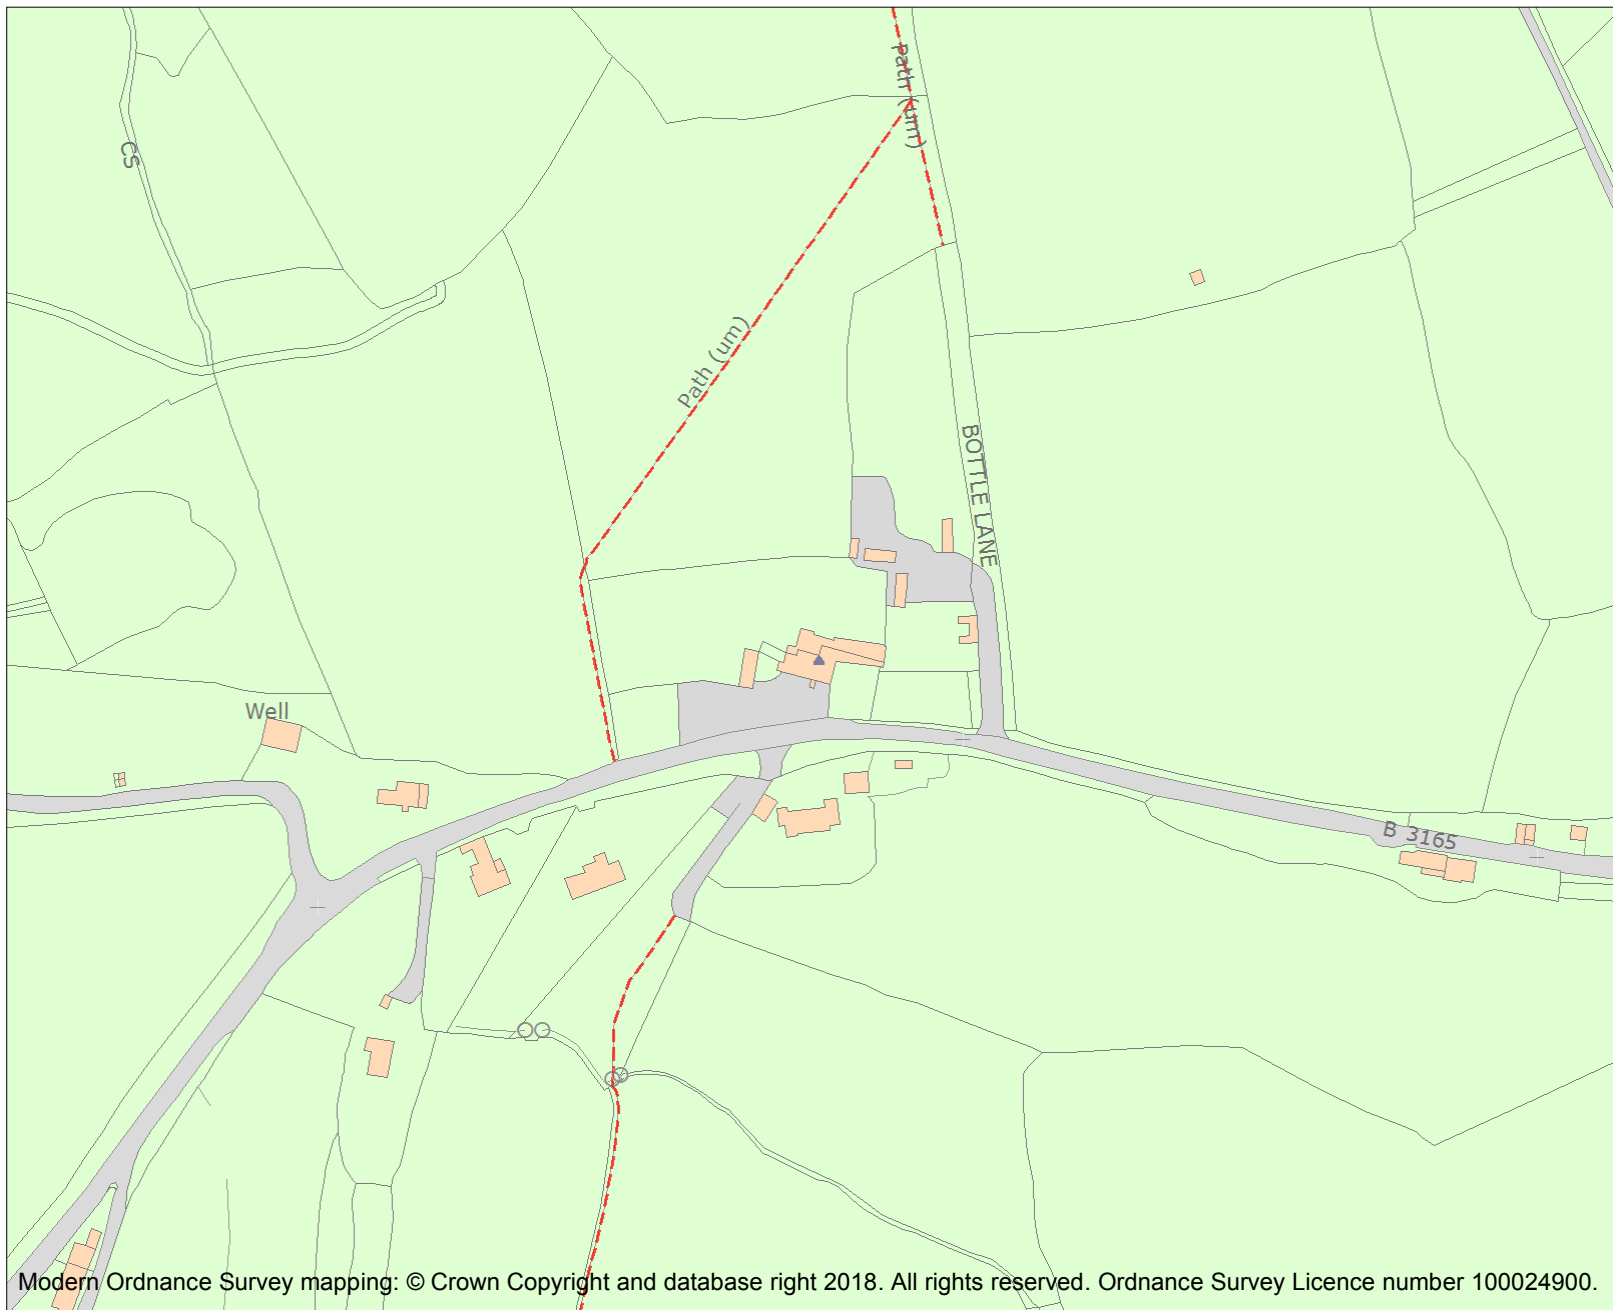 Path (um)
CS
Path (um)
BOTTLE LANE
Well
B 3165
Modern Ordnance Survey mapping: © Crown Copyright and database right 2018. All rights reserved. Ordnance Survey Licence number 100024900.